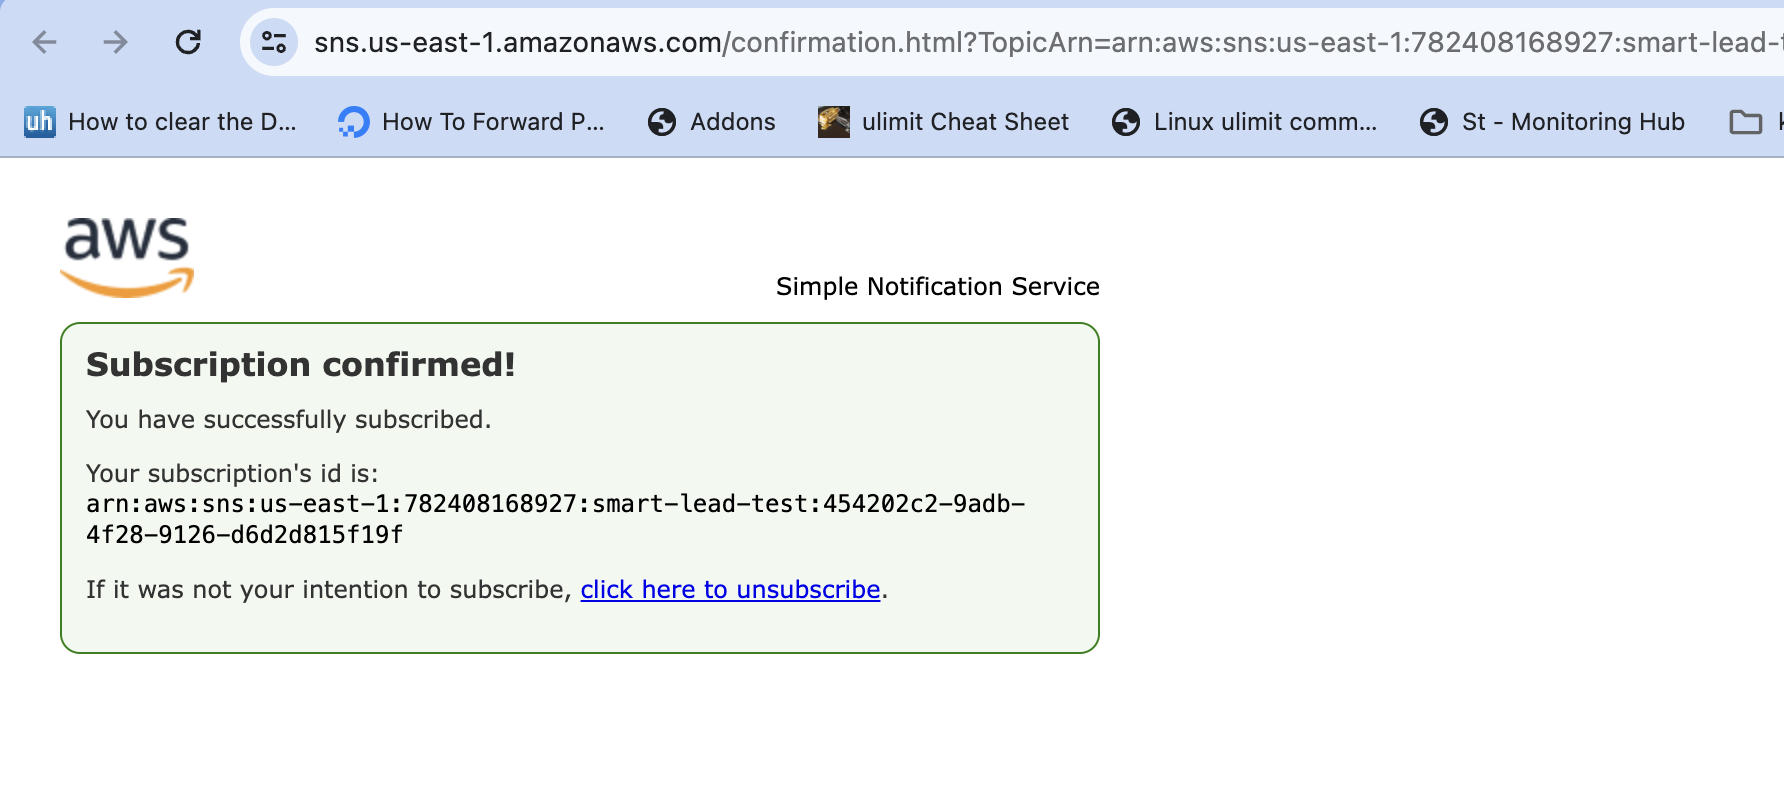 sns.us-east-1.amazonaws.com/confirmation.html?TopicArn=arn:aws:sns:us-east-1:782408168927:smart-lead-
uh How to clear the D... How To Forward P... Addons ulimit Cheat Sheet Linux ulimit comm... St - Monitoring Hub
aws
Simple Notification Service
Subscription confirmed!
You have successfully subscribed.
Your subscription's id is:
arn:aws:sns:us-east-1:782408168927:smart-lead-test:454202c2-9adb-
4f28-9126-d6d2d815f19f
If it was not your intention to subscribe, click here to unsubscribe.